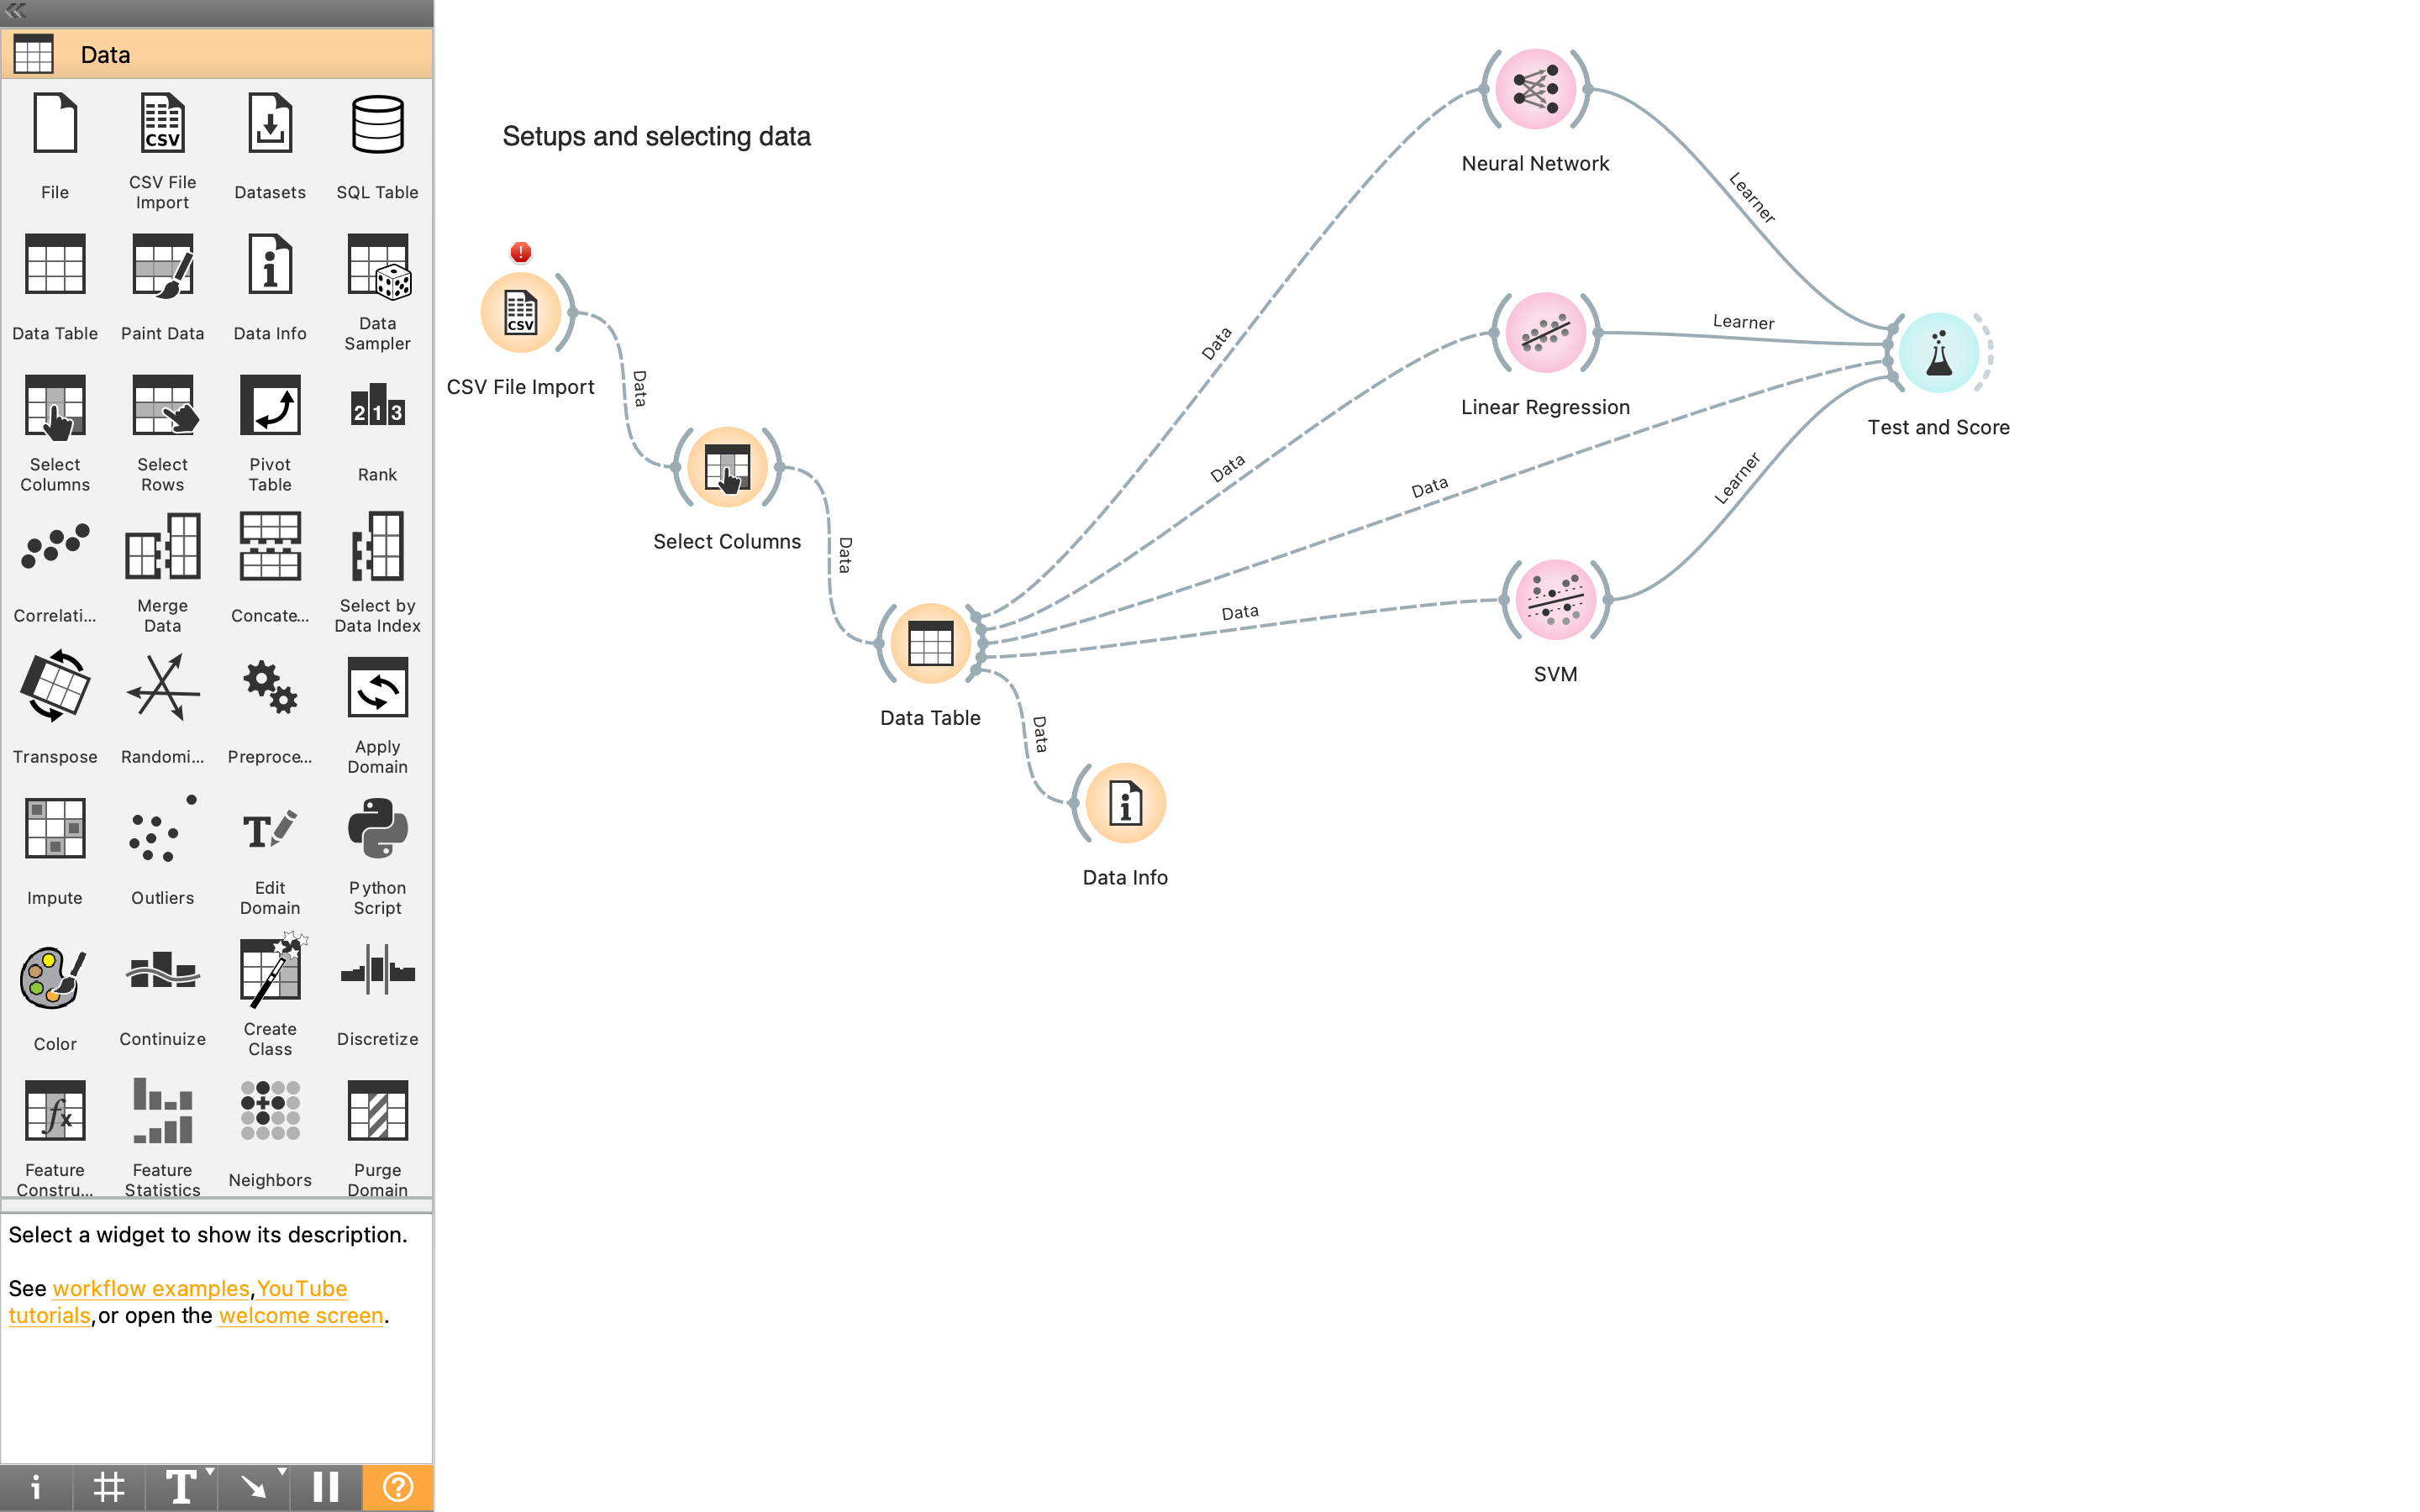 Data
File
CSV
CSV File
Import
Datasets
SQL Table
Data Table
Paint Data
Data Info
Data
Sampler
Select
Columns
Select
Rows
Pivot
Table
213
Rank
Correlati...
Merge
Data
Concate...
Select by
Data Index
Transpose
Randomi...
Preproce...
Apply
Domain
Impute
Outliers
Edit
Domain
Python
Script
Color
Continuize
Create
Class
Discretize
Feature
Constru...
Feature
Statistics
Neighbors
Purge
Domain
Select a widget to show its description.
See workflow examples,YouTube
tutorials,or open the welcome screen.
Setups and selecting data
CSV
CSV File Import
Data
Select Columns
Data
Data Table
Data
Data Info
Data
Data
Data
Data
Neural Network
Learner
Linear Regression
Learner
SVM
Learner
Test and Score